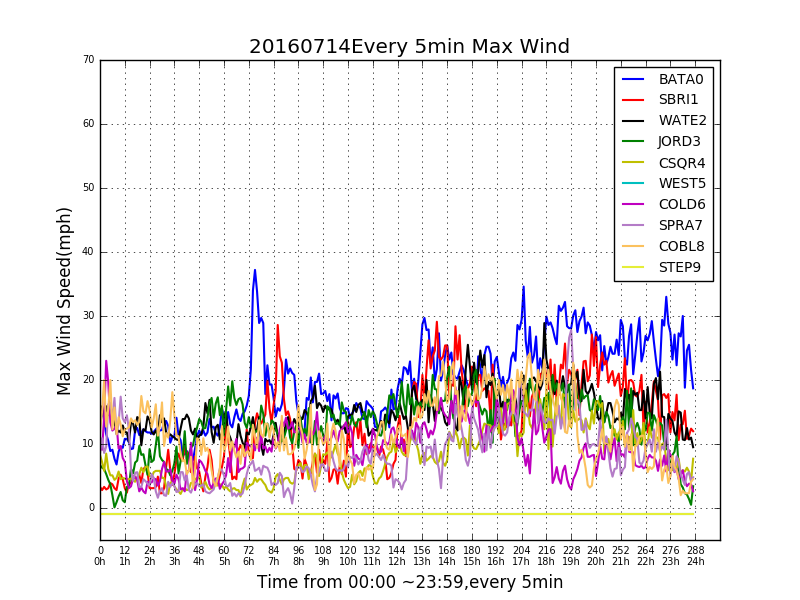 20160714Every 5min Max Wind
70
60
50
40
30
20
10
0
Max Wind Speed(mph)
BATA0
SBRI1
WATE2
JORD3
CSQR4
WEST5
COLD6
SPRA7
COBL8
STEP9
0 12 24 36 48 60 72 84 96 108 120 132 144 156 168 180 192 204 216 228 240 252 264 276 288
0h 1h 2h 3h 4h 5h 6h 7h 8h 9h 10h 11h 12h 13h 14h 15h 16h 17h 18h 19h 20h 21h 22h 23h 24h
Time from 00:00 ~23:59,every 5min